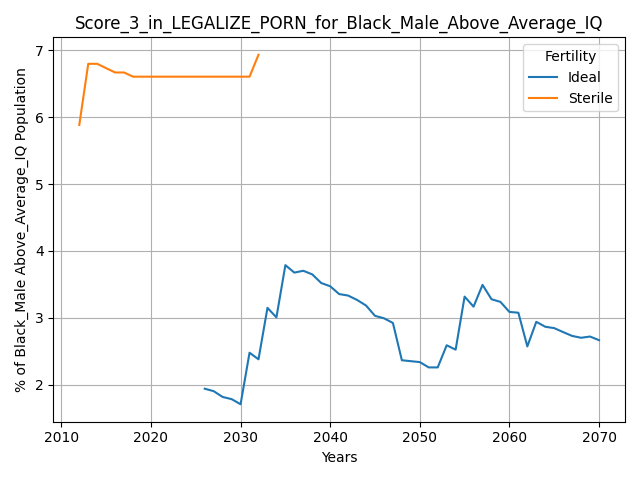 Score_3_in_LEGALIZE_PORN_for_Black_Male_Above_Average_IQ
% of Black_Male Above_Average_IQ Population
7
6
5
4
3
2
Fertility
Ideal
Sterile
2010 2020 2030 2040 2050 2060 2070
Years